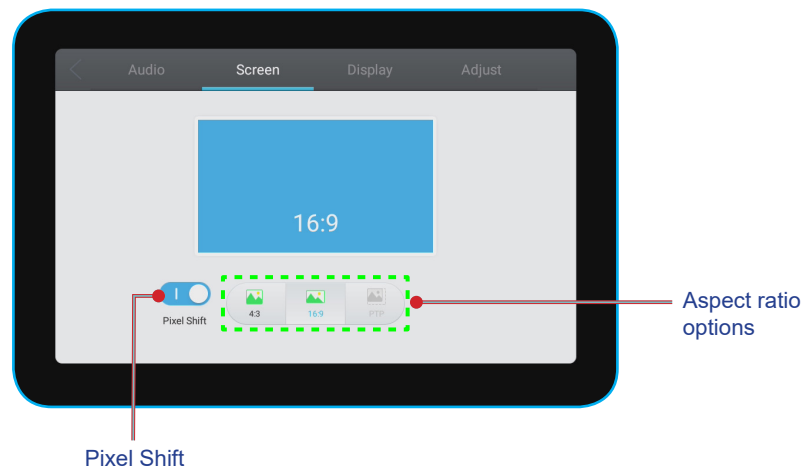 Audio Screen Display Adjust
16:9
4:3 16:9 PTP
Pixel Shift
Aspect ratio
options
Pixel Shift